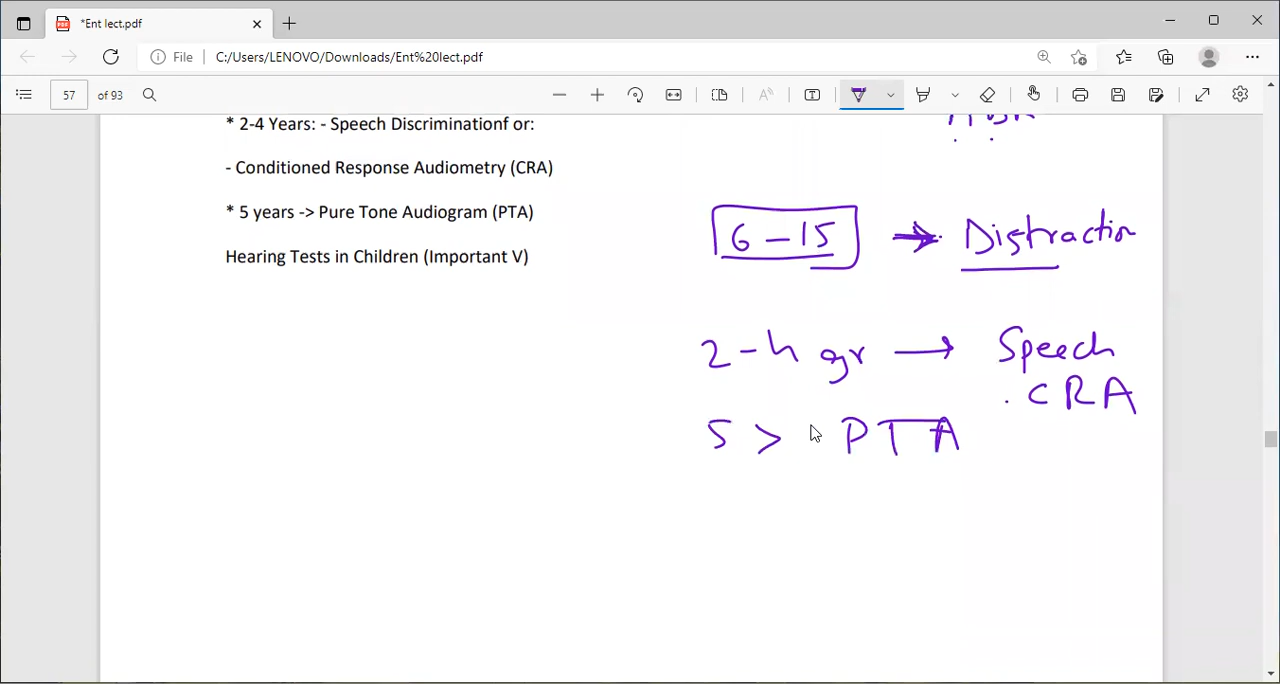 *Ent lect.pdf
File C:/Users/LENOVO/Downloads/Ent%20lect.pdf
57 of 93
* 2-4 Years: - Speech Discriminationf or:
- Conditioned Response Audiometry (CRA)
* 5 years -> Pure Tone Audiogram (PTA)
Hearing Tests in Children (Important V)
6 – 15 → Distraction
2 - 4 yr → Speech
. CRA
5 > PTA